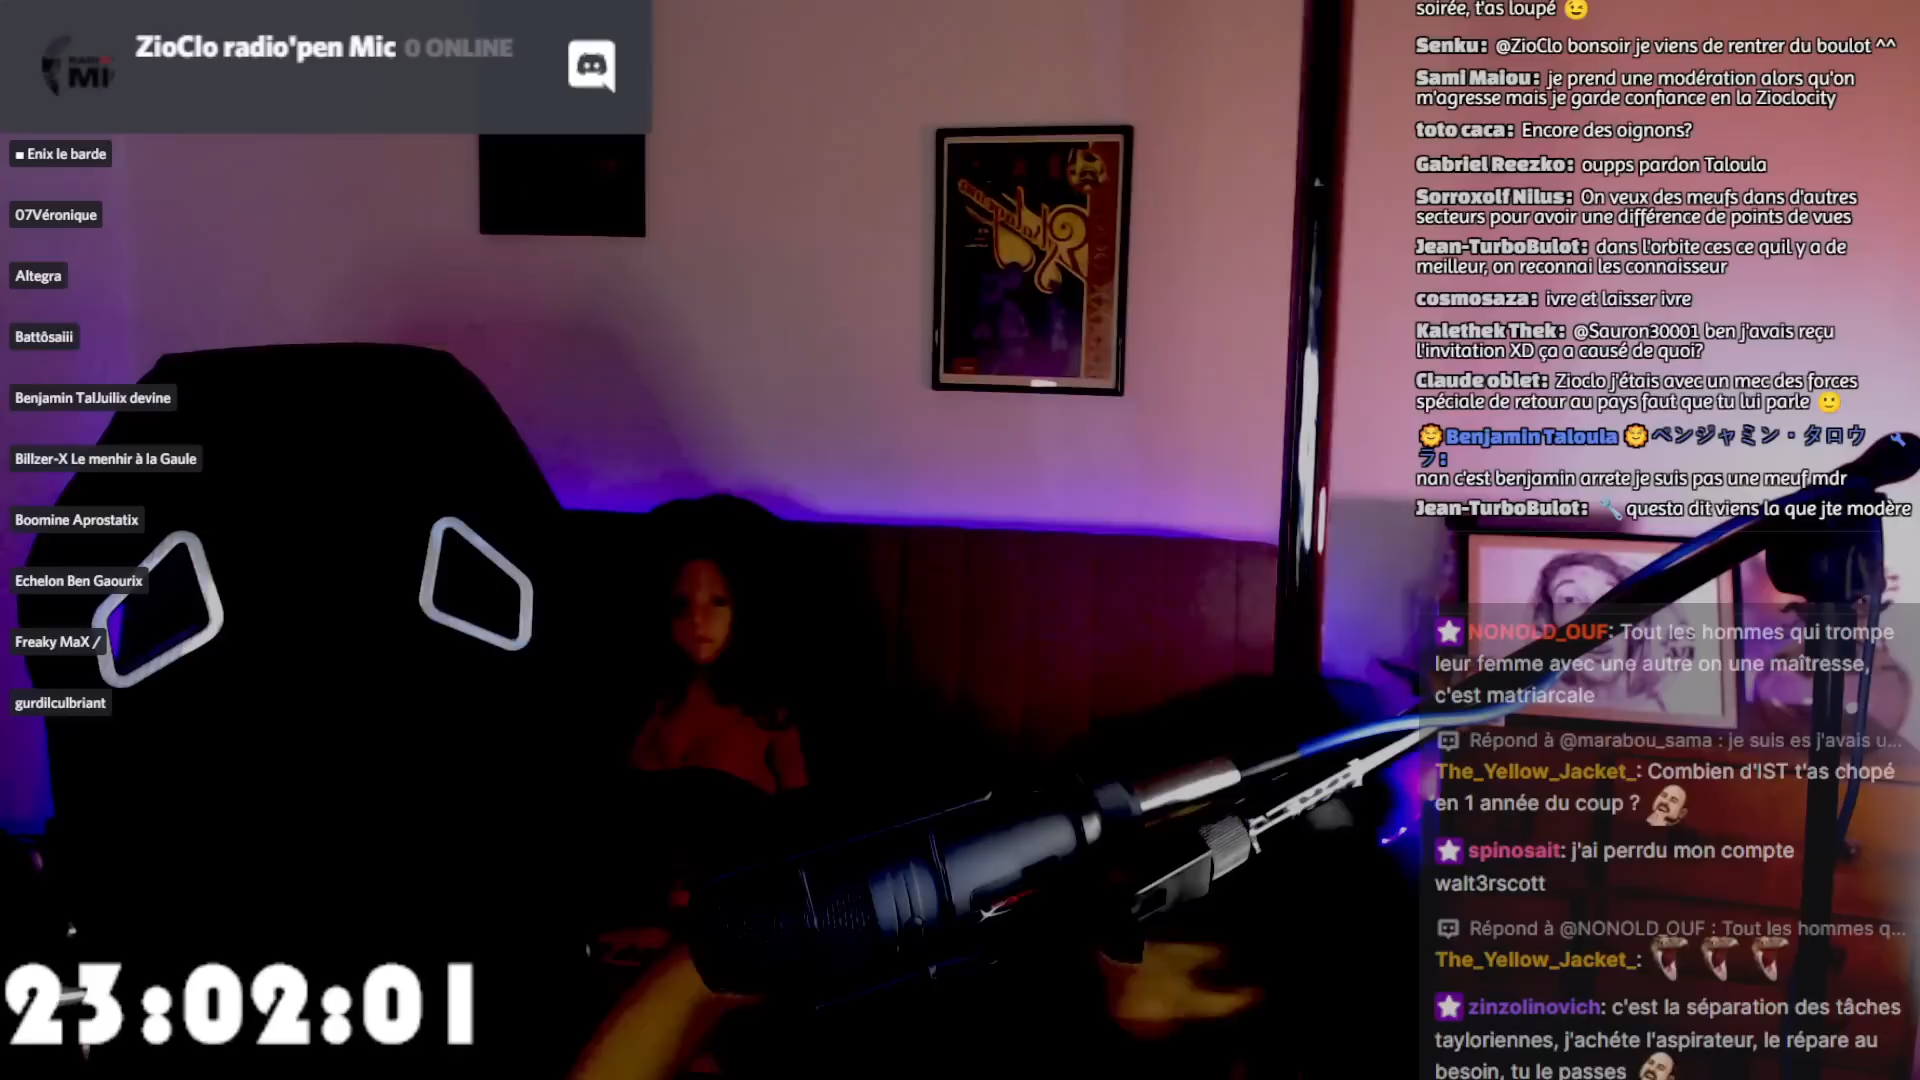 ZioClo radio'pen Mic 0 ONLINE
MI
Enix le barde
07Véronique
Altegra
Battôsaiii
Benjamin TalJuilix devine
Billzer-X Le menhir à la Gaule
Boomine Aprostatix
Echelon Ben Gaourix
Freaky MaX /
gurdilculbriant
23:02:01
soirée, t'as loupé 😉
Senku: @ZioClo bonsoir je viens de rentrer du boulot ^^
Sami Malou: je prend une modération alors qu'on
m'agresse mais je garde confiance en la Zioclocity
toto caca: Encore des oignons?
Gabriel Reezko: oupps pardon Taloula
Sorroxolf Nilus: On veux des meufs dans d'autres
secteurs pour avoir une différence de points de vues
Jean-TurboBulot: dans l'orbite ces ce quil y a de
meilleur, on reconnai les connaisseur
cosmosaza: ivre et laisser ivre
Kalethek Thek: @Sauron30001 ben j'avais reçu
l'invitation XD ça a causé de quoi?
Claude oblet: Zioclo j'étais avec un mec des forces
spéciale de retour au pays faut que tu lui parle 🙂
🌞Benjamin Taloula 🌞ベンジャミン・タロウ
ラ:
nan c'est benjamin arrete je suis pas une meuf mdr
Jean-TurboBulot: 🔧questa dit viens la que jte modère
NONOLD_OUF: Tout les hommes qui trompe
leur femme avec une autre on une maîtresse,
c'est matriarcale
Répond à @marabou_sama : je suis es j'avais u...
The_Yellow_Jacket_: Combien d'IST t'as chopé
en 1 année du coup ?
spinosait: j'ai perrdu mon compte
walt3rscott
Répond à @NONOLD_OUF : Tout les hommes q...
The_Yellow_Jacket_:
zinzolinovich: c'est la séparation des tâches
tayloriennes, j'achéte l'aspirateur, le répare au
besoin, tu le passes